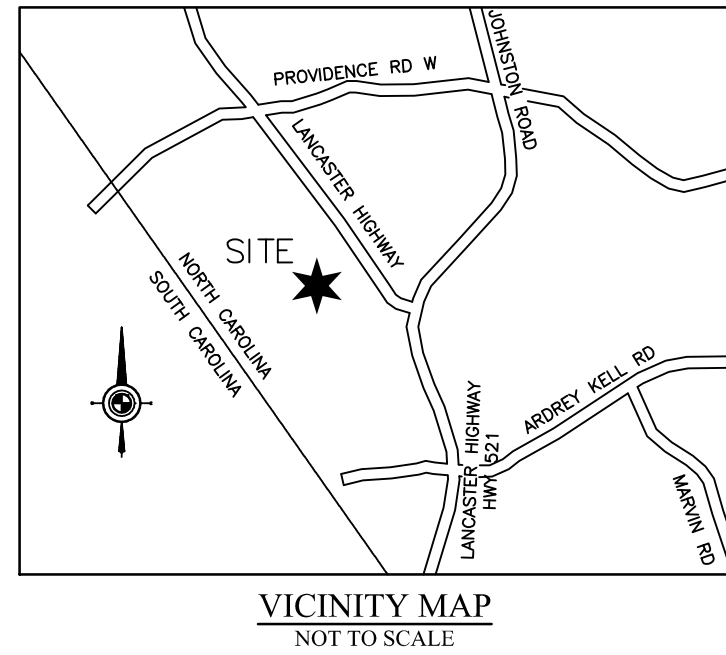 PROVIDENCE RD W
JOHNSTON ROAD
LANCASTER HIGHWAY
SITE
NORTH CAROLINA
SOUTH CAROLINA
LANCASTER HIGHWAY
HWY 521
ARDREY KELL RD
MARVIN RD
VICINITY MAP
NOT TO SCALE